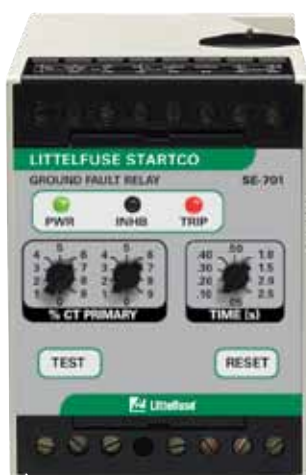 LITTELFUSE STARTCO
GROUND FAULT RELAY SE-701
PWR INHB TRIP
5 5 .50
4 6 4 6 .40 1.0
3 7 3 7 .30 1.5
2 8 2 8 .20 2.0
1 9 1 9 .10 2.5
0 0 .05
% CT PRIMARY TIME (s)
TEST RESET
Littelfuse